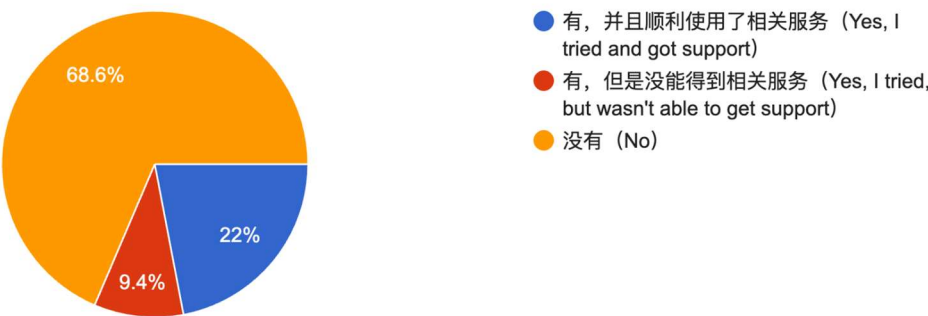 68.6%
22%
9.4%
有，并且顺利使用了相关服务（Yes, I
tried and got support）
有，但是没能得到相关服务（Yes, I tried,
but wasn't able to get support）
没有（No）